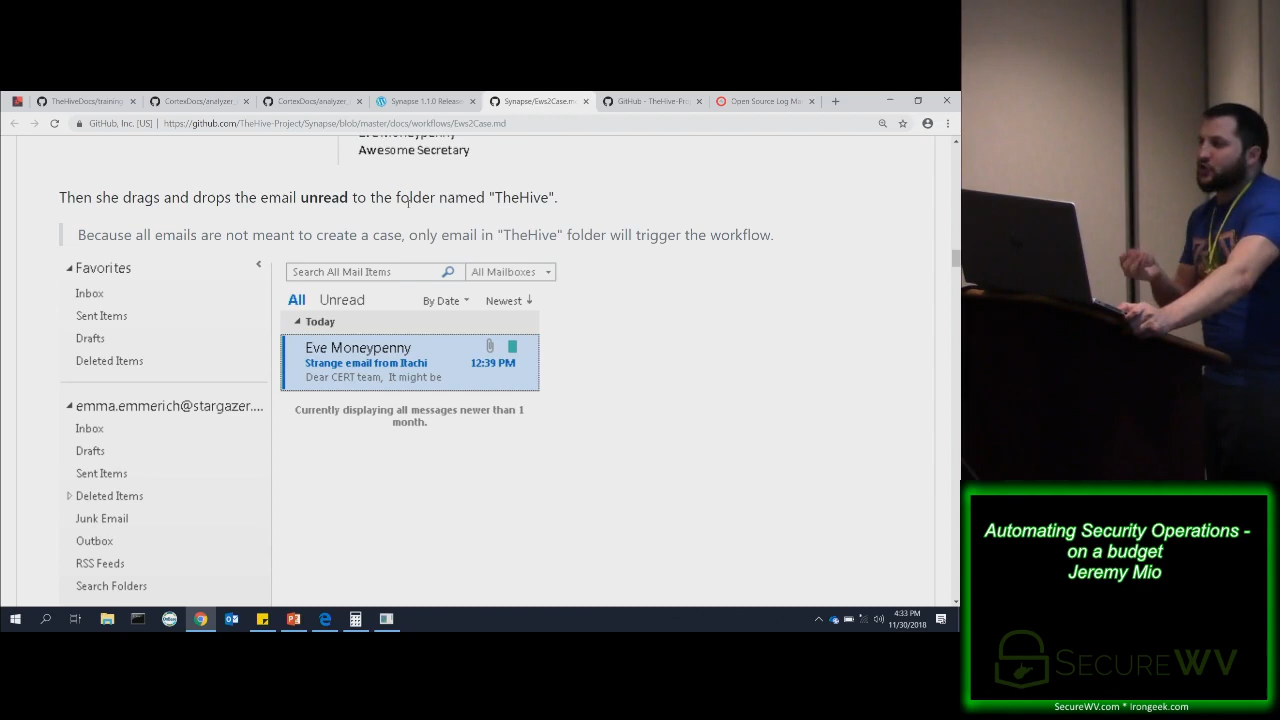 TheHiveDocs/training
CortexDocs/analyzer_
CortexDocs/analyzer_
Synapse 1.1.0 Release
Synapse/Ews2Case.m
GitHub - TheHive-Proj
Open Source Log Ma
GitHub, Inc. [US] | https://github.com/TheHive-Project/Synapse/blob/master/docs/workflows/Ews2Case.md
Eve Moneypenny
Awesome Secretary
Then she drags and drops the email unread to the folder named "TheHive".
Because all emails are not meant to create a case, only email in "TheHive" folder will trigger the workflow.
Favorites
Inbox
Sent Items
Drafts
Deleted Items
emma.emmerich@stargazer....
Inbox
Drafts
Sent Items
Deleted Items
Junk Email
Outbox
RSS Feeds
Search Folders
Search All Mail Items
All Mailboxes
All Unread By Date Newest
Today
Eve Moneypenny
Strange email from Itachi 12:39 PM
Dear CERT team, It might be
Currently displaying all messages newer than 1
month.
4:33 PM
11/30/2018
Automating Security Operations -
on a budget
Jeremy Mio
SECUREWV
SecureWV.com * Irongeek.com